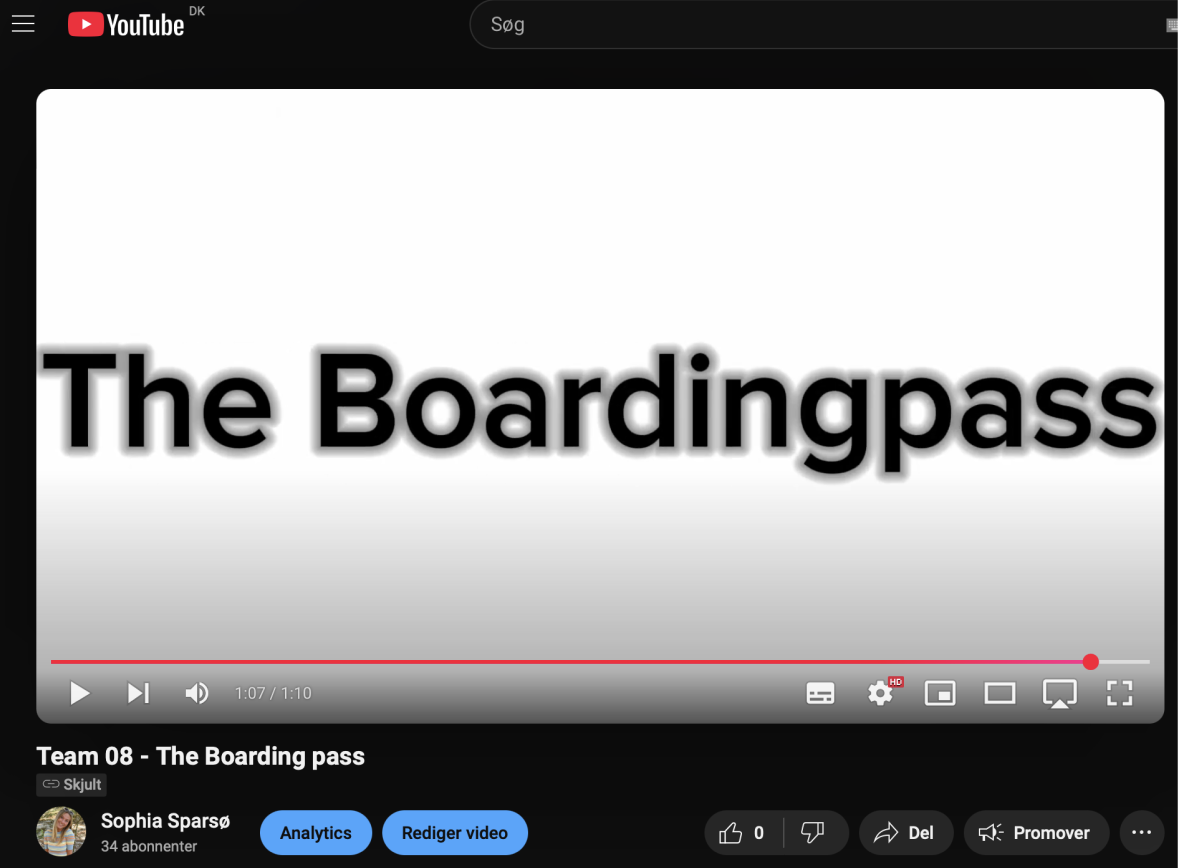 YouTube DK
Søg
The Boardingpass
1:07 / 1:10
HD
Team 08 - The Boarding pass
Skjult
Sophia Sparsø
34 abonnenter
Analytics
Rediger video
0
Del
Promover